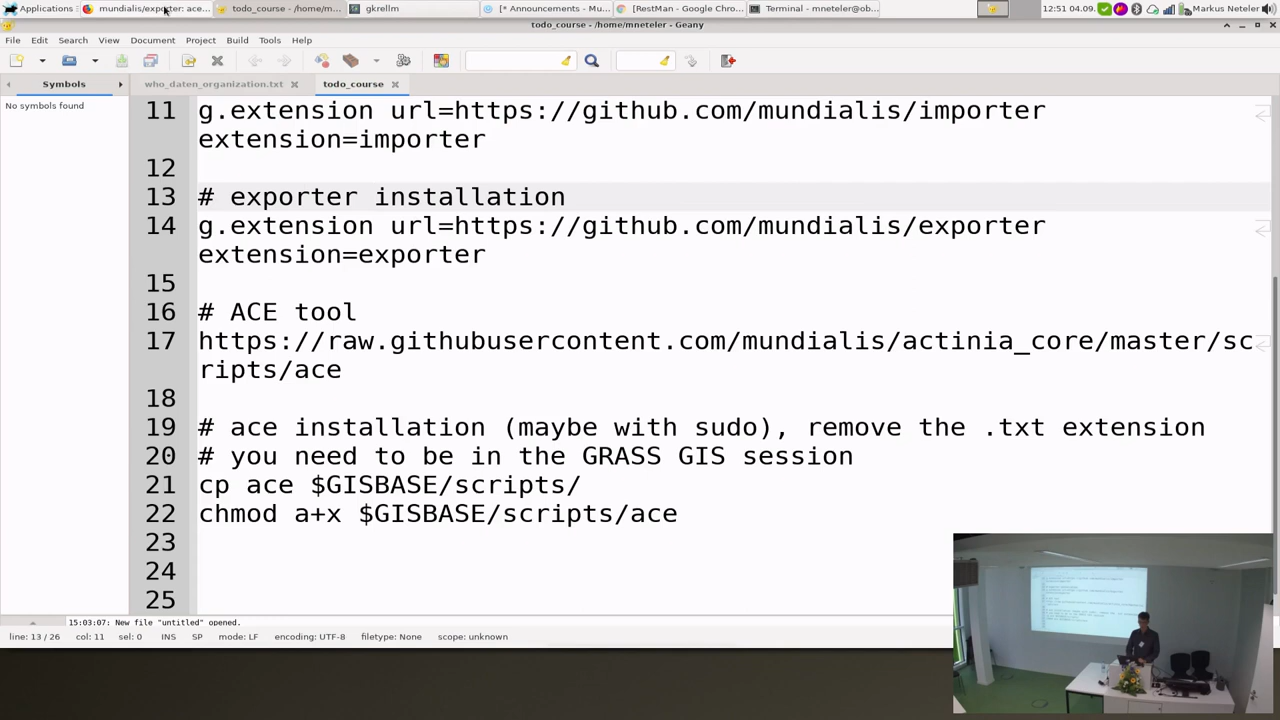 Applications
mundialis/exporter: ace...
todo_course - /home/m...
gkrellm
[* Announcements - Mu...
[RestMan - Google Chro...
Terminal - mneteler@ob...
12:51 04.09.
Markus Neteler
todo_course - /home/mneteler - Geany
File Edit Search View Document Project Build Tools Help
Symbols
who_daten_organization.txt
todo_course
No symbols found
11 g.extension url=https://github.com/mundialis/importer
extension=importer
12
13 # exporter installation
14 g.extension url=https://github.com/mundialis/exporter
extension=exporter
15
16 # ACE tool
17 https://raw.githubusercontent.com/mundialis/actinia_core/master/sc
ripts/ace
18
19 # ace installation (maybe with sudo), remove the .txt extension
20 # you need to be in the GRASS GIS session
21 cp ace $GISBASE/scripts/
22 chmod a+x $GISBASE/scripts/ace
23
24
25
15:03:07: New file "untitled" opened.
line: 13 / 26 col: 11 sel: 0 INS SP mode: LF encoding: UTF-8 filetype: None scope: unknown